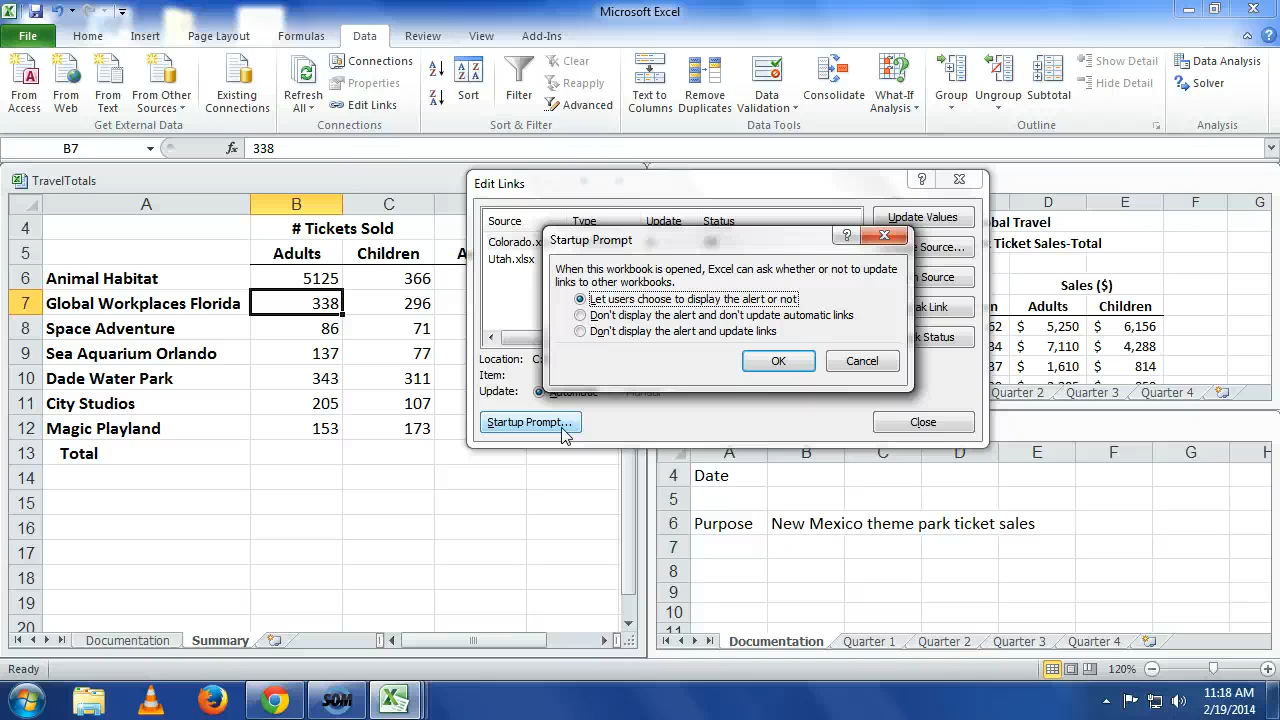 Microsoft Excel
File Home Insert Page Layout Formulas Data Review View Add-Ins
From Access
From Web
From Text
From Other Sources
Existing Connections
Get External Data
Refresh All
Connections
Properties
Edit Links
Connections
Sort
Filter
Clear
Reapply
Advanced
Sort & Filter
Text to Columns
Remove Duplicates
Data Validation
Consolidate
What-If Analysis
Data Tools
Group
Ungroup
Subtotal
Show Detail
Hide Detail
Outline
Data Analysis
Solver
Analysis
B7 fx 338
TravelTotals
A B C
4 # Tickets Sold
5 Adults Children
6 Animal Habitat 5125 366
7 Global Workplaces Florida 338 296
8 Space Adventure 86 71
9 Sea Aquarium Orlando 137 77
10 Dade Water Park 343 311
11 City Studios 205 107
12 Magic Playland 153 173
13 Total
14
15
16
17
18
19
20
Documentation Summary
Edit Links
Source Type Update Status
Utah.xlsx
Update Values
Location:
Item:
Update: Automatic Manual
Startup Prompt...
Close
Startup Prompt
When this workbook is opened, Excel can ask whether or not to update
links to other workbooks.
Let users choose to display the alert or not
Don't display the alert and don't update automatic links
Don't display the alert and update links
OK Cancel
D E F G
Travel
Ticket Sales-Total
Sales ($)
Adults Children
$ 5,250 $ 6,156
$ 7,110 $ 4,288
$ 1,610 $ 814
Quarter 2 Quarter 3 Quarter 4
A B C D E F G H
4 Date
5
6 Purpose New Mexico theme park ticket sales
7
8
9
10
11
Documentation Quarter 1 Quarter 2 Quarter 3 Quarter 4
Ready 120%
SOM
11:18 AM
2/19/2014